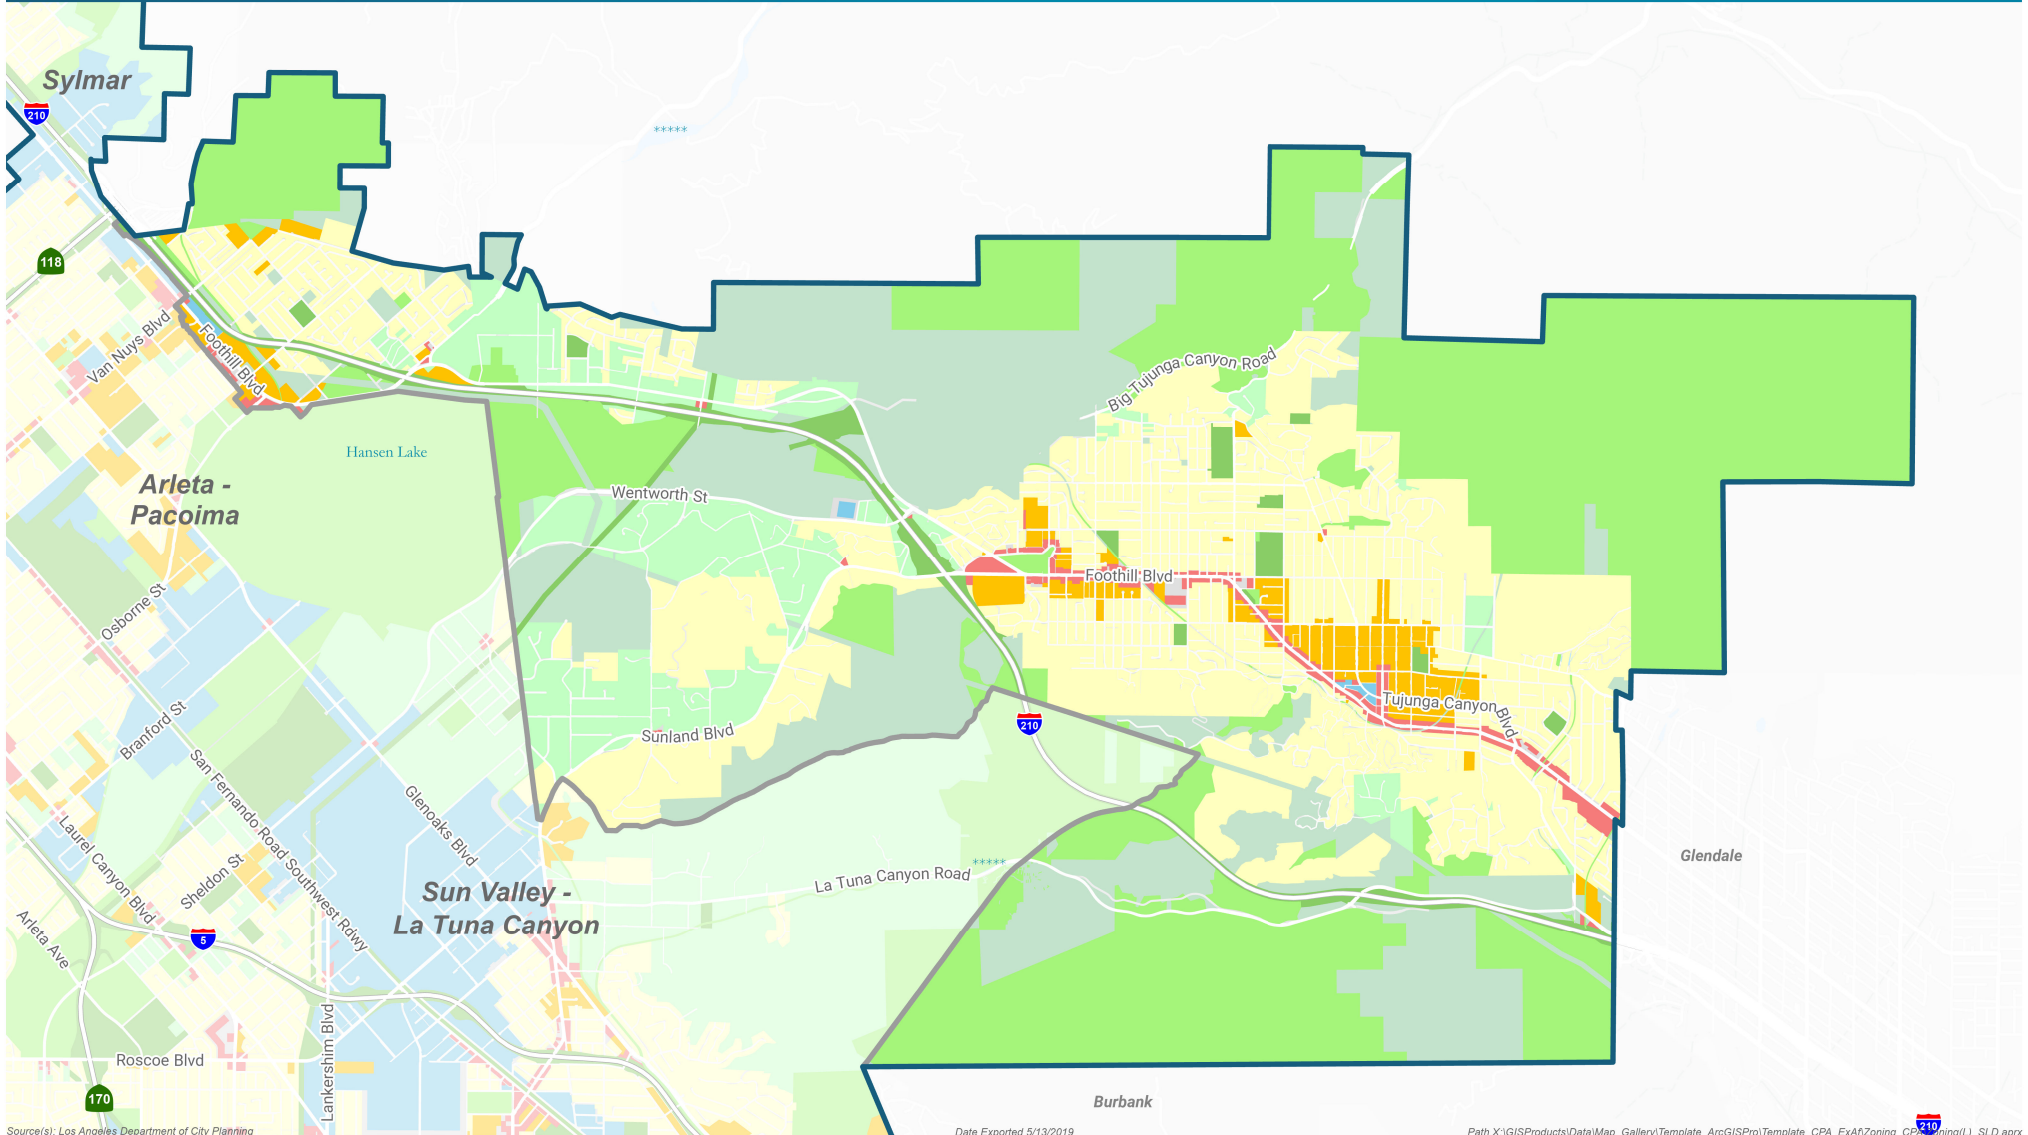 Sylmar
210
*****
118
Van Nuys Blvd
Foothill Blvd
Big Tujunga Canyon Road
Hansen Lake
Arleta -
Pacoima
Wentworth St
Foothill Blvd
Osborne St
Tujunga Canyon Blvd
Branford St
Sunland Blvd
210
San Fernando Road Southwest Rdwy
Glenoaks Blvd
Laurel Canyon Blvd
Sheldon St
Glendale
*****
La Tuna Canyon Road
Sun Valley -
La Tuna Canyon
Arleta Ave
5
Lankershim Blvd
Roscoe Blvd
170
Burbank
210
Source(s): Los Angeles Department of City Planning
Date Exported 5/13/2019